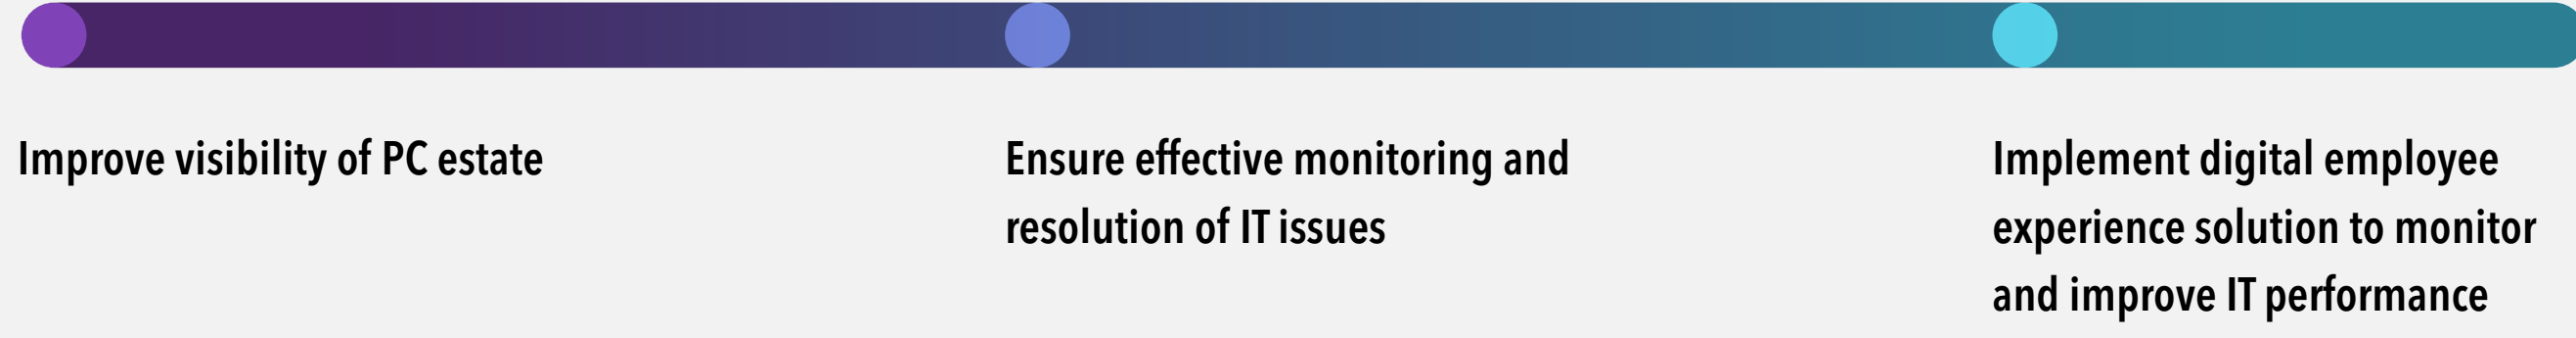 Improve visibility of PC estate
Ensure effective monitoring and
resolution of IT issues
Implement digital employee
experience solution to monitor
and improve IT performance